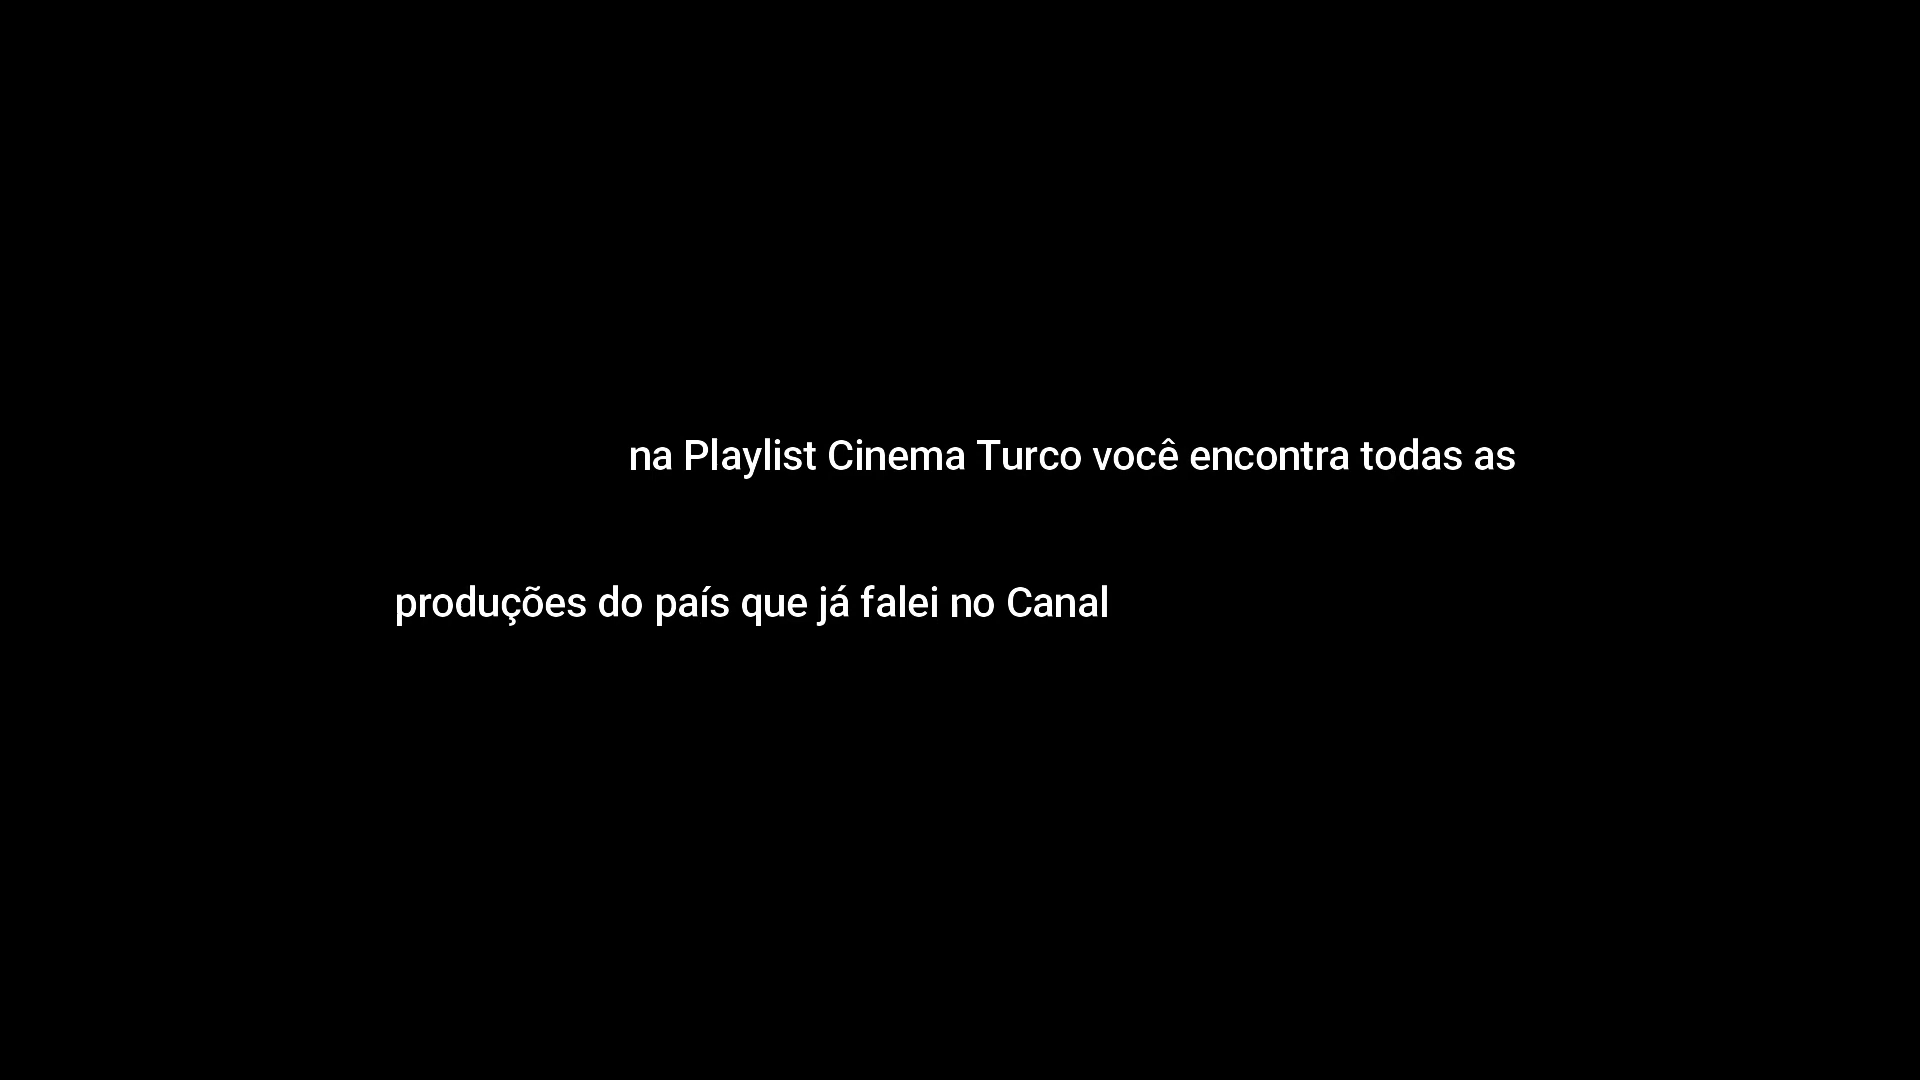 na Playlist Cinema Turco você encontra todas as
produções do país que já falei no Canal